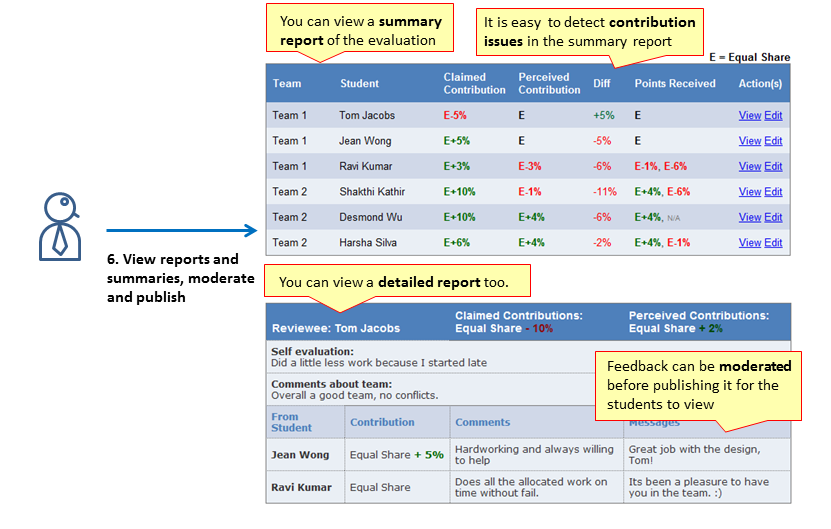 You can view a summary
report of the evaluation
It is easy to detect contribution
issues in the summary report
E = Equal Share
Team Student Claimed Contribution Perceived Contribution Diff Points Received Action(s)
Team 1 Tom Jacobs E-5% E +5% E View Edit
Team 1 Jean Wong E+5% E -5% E View Edit
Team 1 Ravi Kumar E+3% E-3% -6% E-1%, E-6% View Edit
Team 2 Shakthi Kathir E+10% E-1% -11% E+4%, E-6% View Edit
Team 2 Desmond Wu E+10% E+4% -6% E+4%, N/A View Edit
Team 2 Harsha Silva E+6% E+4% -2% E+4%, E-1% View Edit
6. View reports and
summaries, moderate
and publish
You can view a detailed report too.
Reviewee: Tom Jacobs
Claimed Contributions:
Equal Share - 10%
Perceived Contributions:
Equal Share + 2%
Self evaluation:
Did a little less work because I started late
Comments about team:
Overall a good team, no conflicts.
Feedback can be moderated
before publishing it for the
students to view
From
Student
Contribution
Comments
Messages
Jean Wong
Equal Share + 5%
Hardworking and always willing
to help
Great job with the design,
Tom!
Ravi Kumar
Equal Share
Does all the allocated work on
time without fail.
Its been a pleasure to have
you in the team. :)